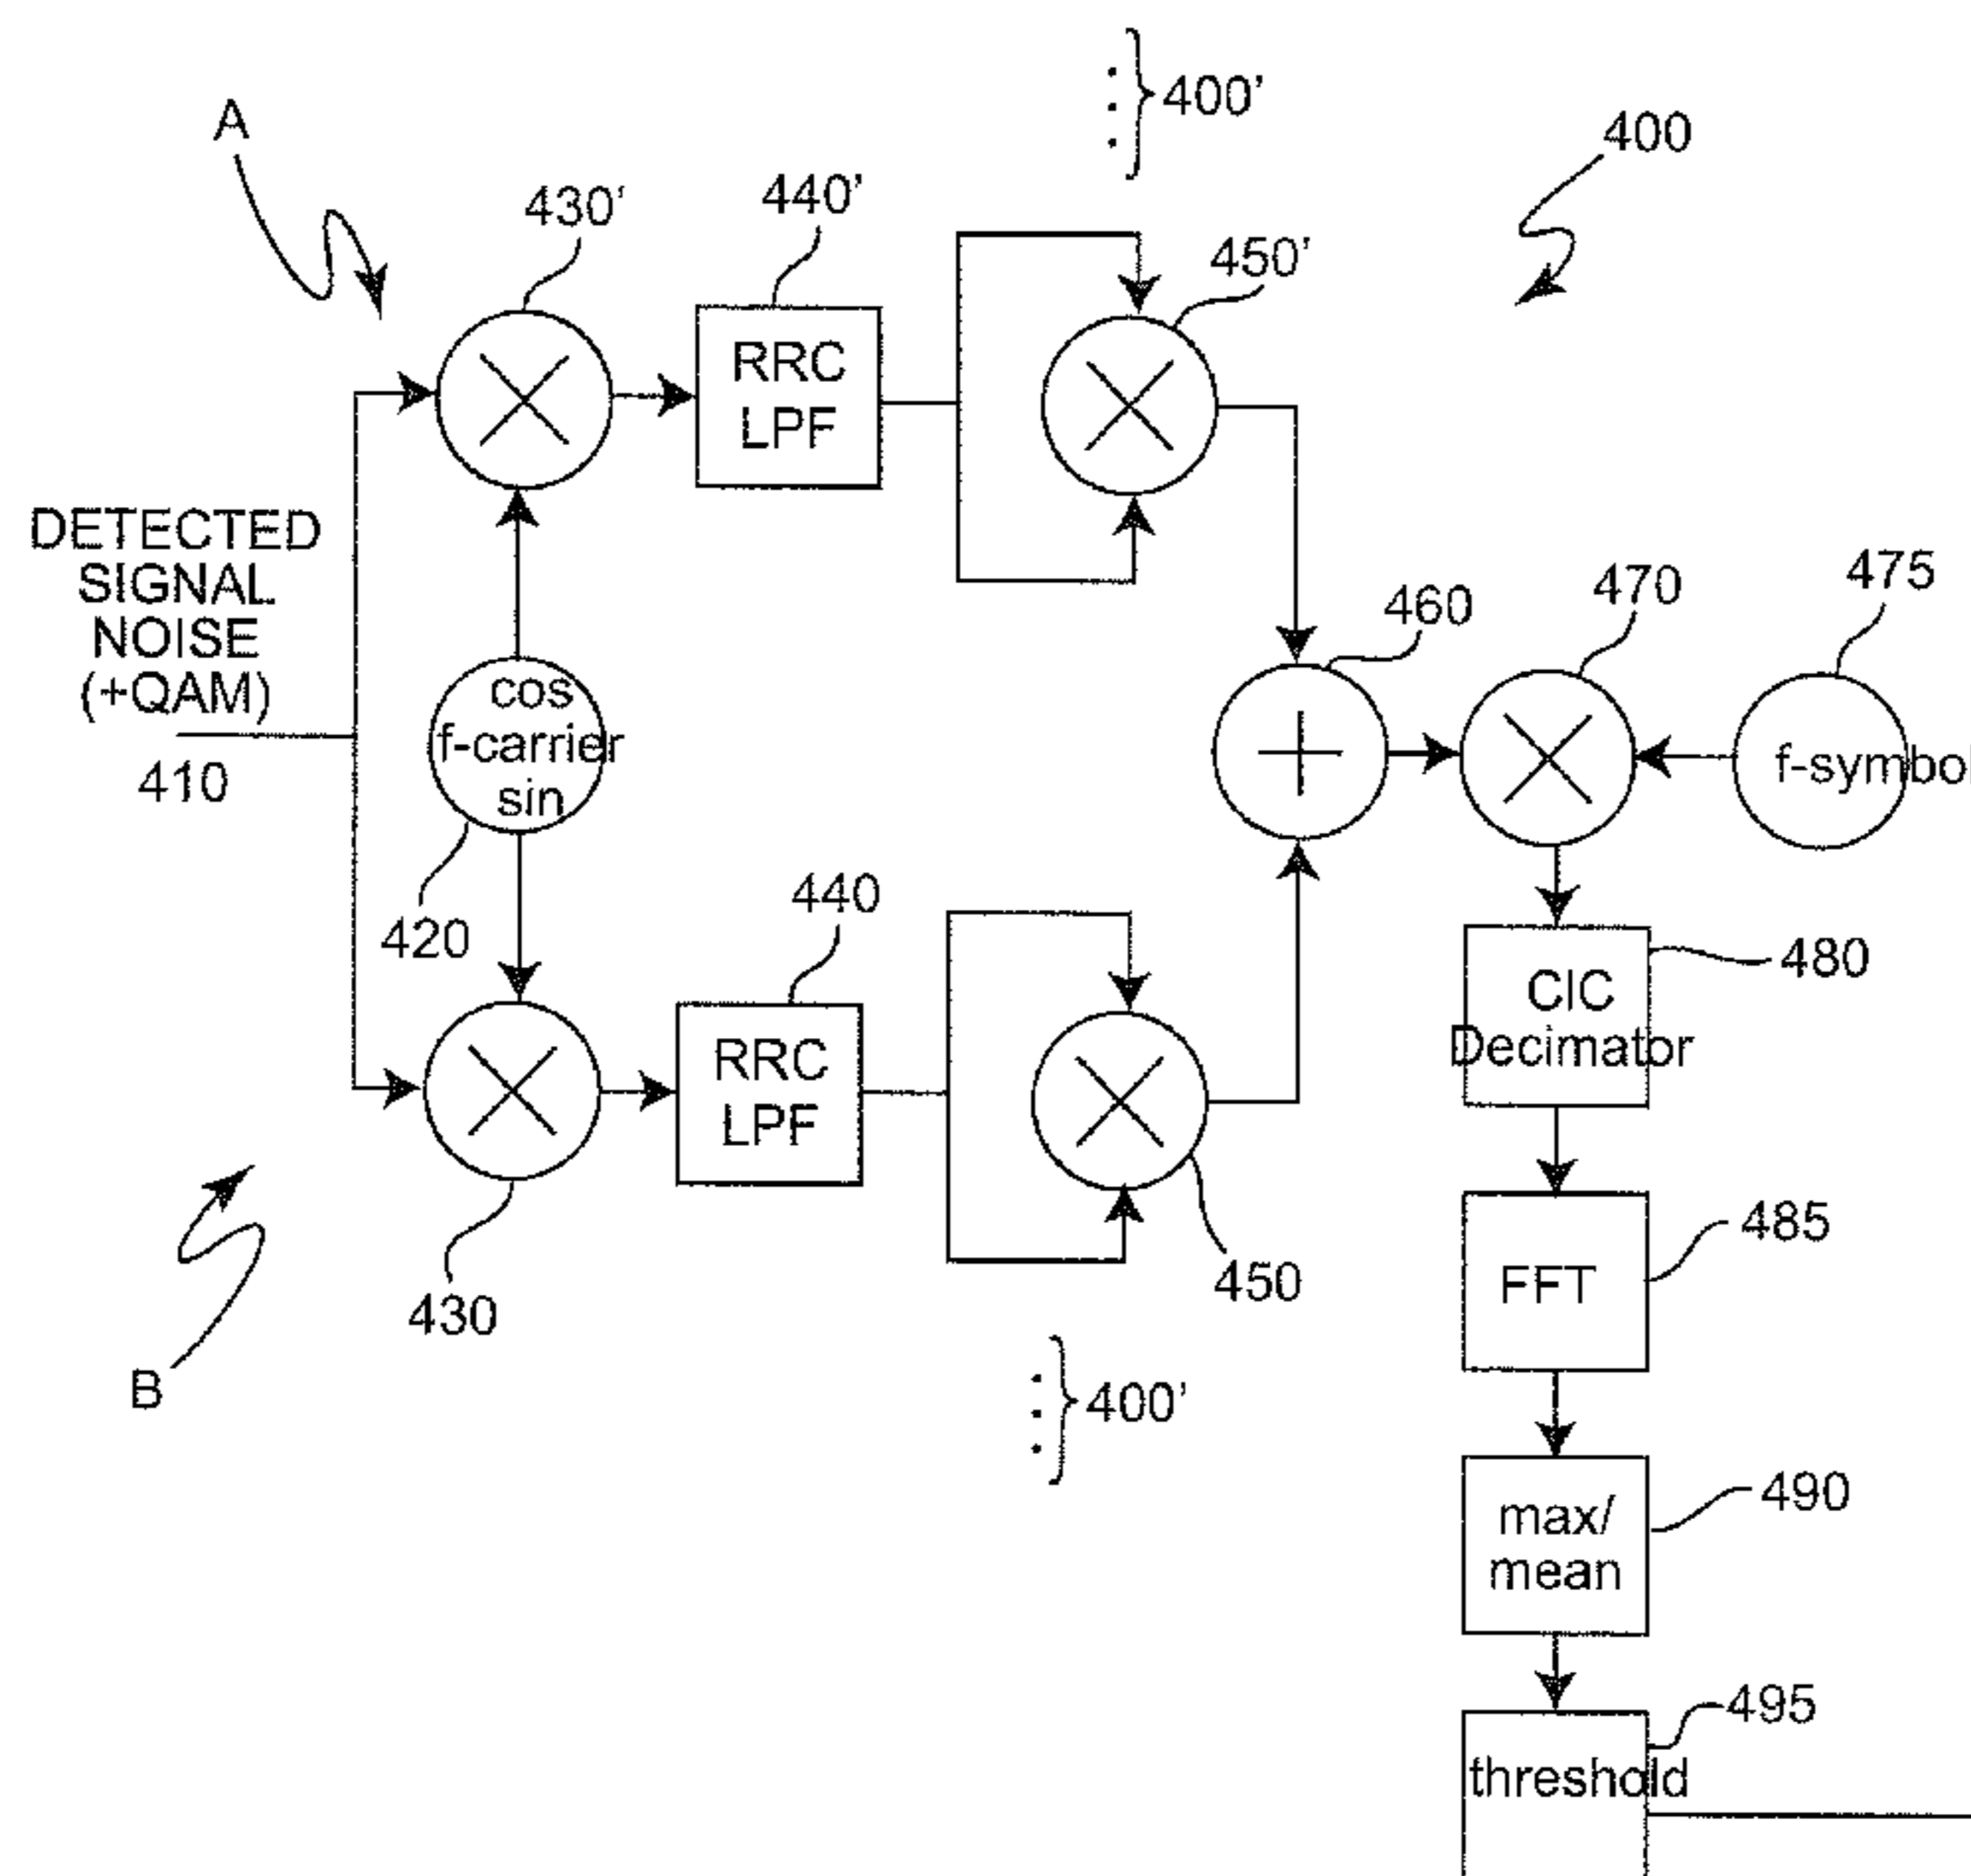 400'
A
400
430'
440'
450'
RRC
LPF
DETECTED
SIGNAL
NOISE
(+QAM)
410
cos
f-carrier
sin
420
460
470
475
f-symbol
440
RRC
LPF
480
CIC
Decimator
430
450
B
400'
485
FFT
490
max/
mean
495
threshold